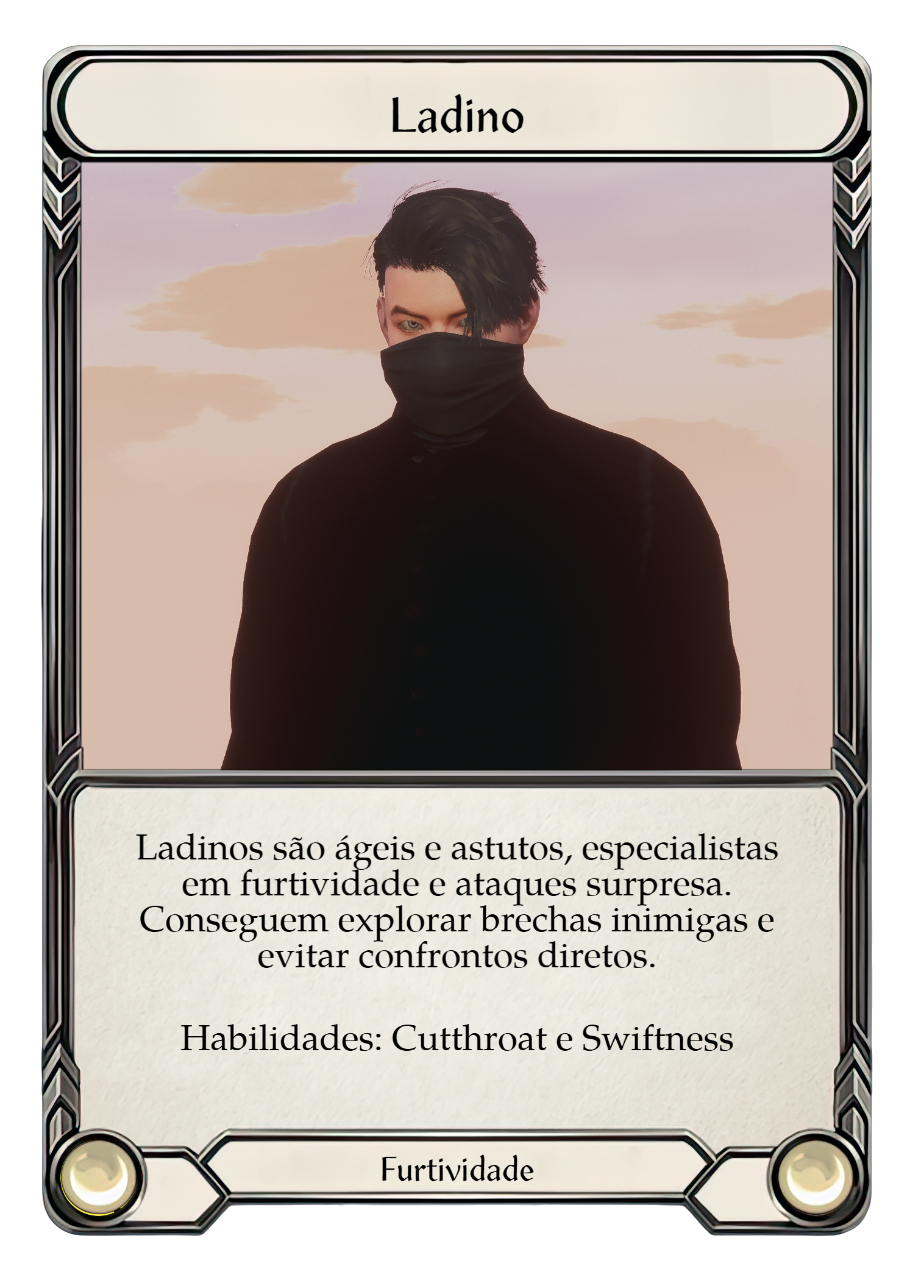 Ladino
Ladinos são ágeis e astutos, especialistas
em furtividade e ataques surpresa.
Conseguem explorar brechas inimigas e
evitar confrontos diretos.
Habilidades: Cutthroat e Swiftness
Furtividade